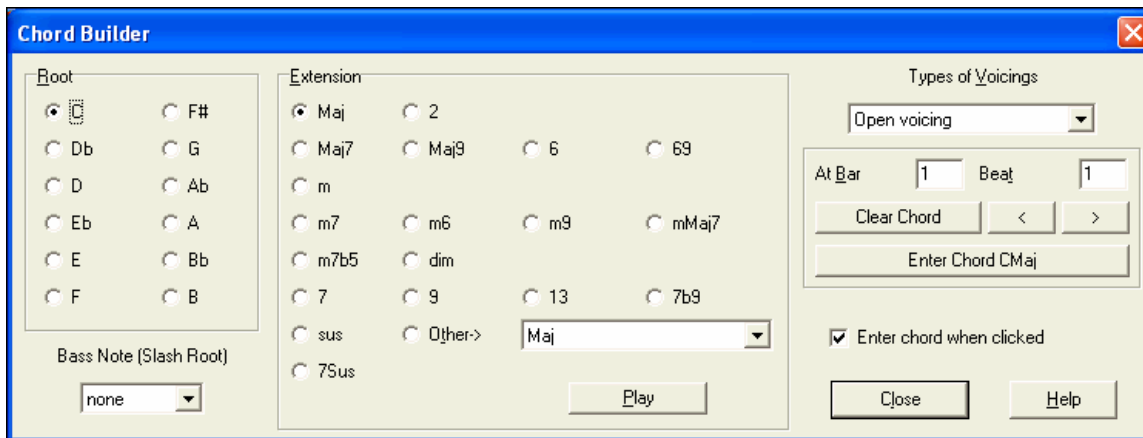 Chord Builder
Root
C F#
Db G
D Ab
Eb A
E Bb
F B
Bass Note (Slash Root)
none
Extension
Maj 2
Maj7 Maj9 6 69
m
m7 m6 m9 mMaj7
m7b5 dim
7 9 13 7b9
sus Other-> Maj
7Sus
Play
Types of Voicings
Open voicing
At Bar 1 Beat 1
Clear Chord < >
Enter Chord CMaj
Enter chord when clicked
Close Help